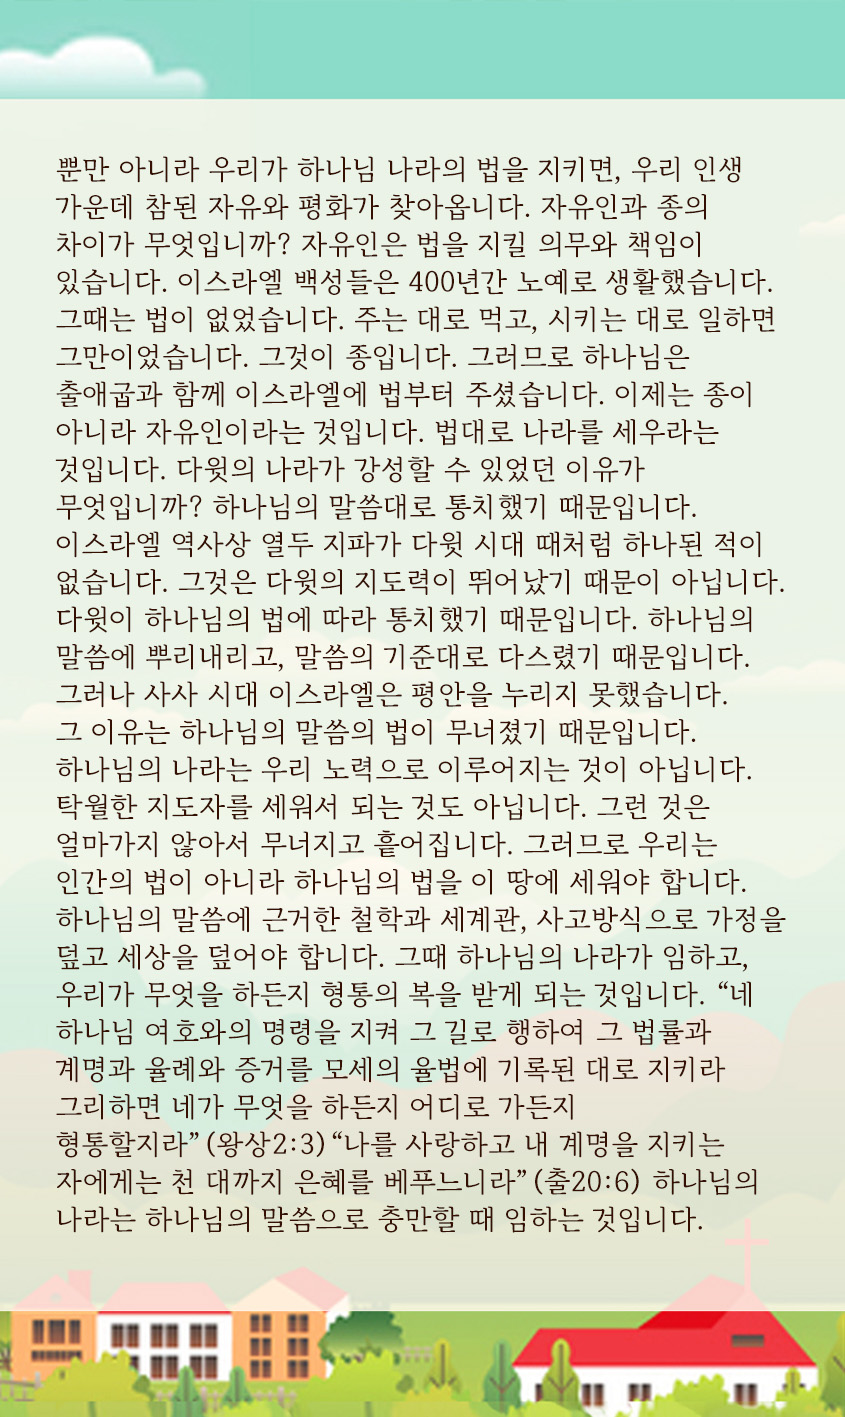 뿐만 아니라 우리가 하나님 나라의 법을 지키면, 우리 인생
가운데 참된 자유와 평화가 찾아옵니다. 자유인과 종의
차이가 무엇입니까? 자유인은 법을 지킬 의무와 책임이
있습니다. 이스라엘 백성들은 400년간 노예로 생활했습니다.
그때는 법이 없었습니다. 주는 대로 먹고, 시키는 대로 일하면
그만이었습니다. 그것이 종입니다. 그러므로 하나님은
출애굽과 함께 이스라엘에 법부터 주셨습니다. 이제는 종이
아니라 자유인이라는 것입니다. 법대로 나라를 세우라는
것입니다. 다윗의 나라가 강성할 수 있었던 이유가
무엇입니까? 하나님의 말씀대로 통치했기 때문입니다.
이스라엘 역사상 열두 지파가 다윗 시대 때처럼 하나된 적이
없습니다. 그것은 다윗의 지도력이 뛰어났기 때문이 아닙니다.
다윗이 하나님의 법에 따라 통치했기 때문입니다. 하나님의
말씀에 뿌리내리고, 말씀의 기준대로 다스렸기 때문입니다.
그러나 사사 시대 이스라엘은 평안을 누리지 못했습니다.
그 이유는 하나님의 말씀의 법이 무너졌기 때문입니다.
하나님의 나라는 우리 노력으로 이루어지는 것이 아닙니다.
탁월한 지도자를 세워서 되는 것도 아닙니다. 그런 것은
얼마가지 않아서 무너지고 흩어집니다. 그러므로 우리는
인간의 법이 아니라 하나님의 법을 이 땅에 세워야 합니다.
하나님의 말씀에 근거한 철학과 세계관, 사고방식으로 가정을
덮고 세상을 덮어야 합니다. 그때 하나님의 나라가 임하고,
우리가 무엇을 하든지 형통의 복을 받게 되는 것입니다. “네
하나님 여호와의 명령을 지켜 그 길로 행하여 그 법률과
계명과 율례와 증거를 모세의 율법에 기록된 대로 지키라
그리하면 네가 무엇을 하든지 어디로 가든지
형통할지라” (왕상2:3) “나를 사랑하고 내 계명을 지키는
자에게는 천 대까지 은혜를 베푸느니라” (출20:6) 하나님의
나라는 하나님의 말씀으로 충만할 때 임하는 것입니다.